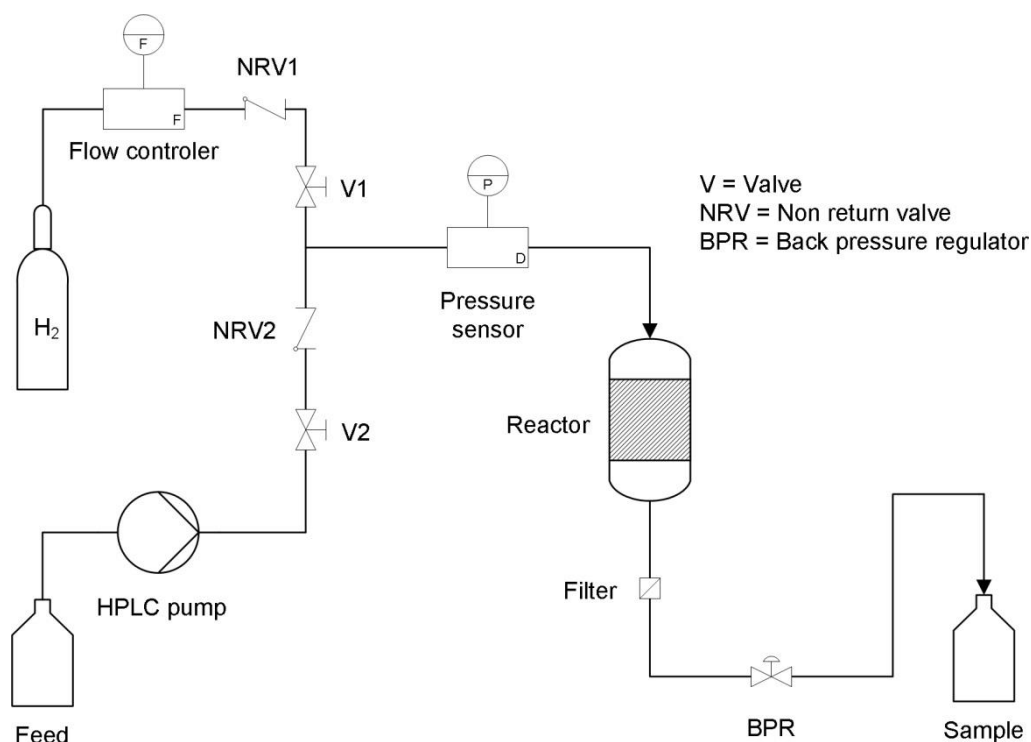 F
NRV1
F
Flow controler
V1
P
V = Valve
NRV = Non return valve
BPR = Back pressure regulator
D
Pressure
sensor
H₂
NRV2
Reactor
V2
HPLC pump
Filter
Feed
BPR
Sample